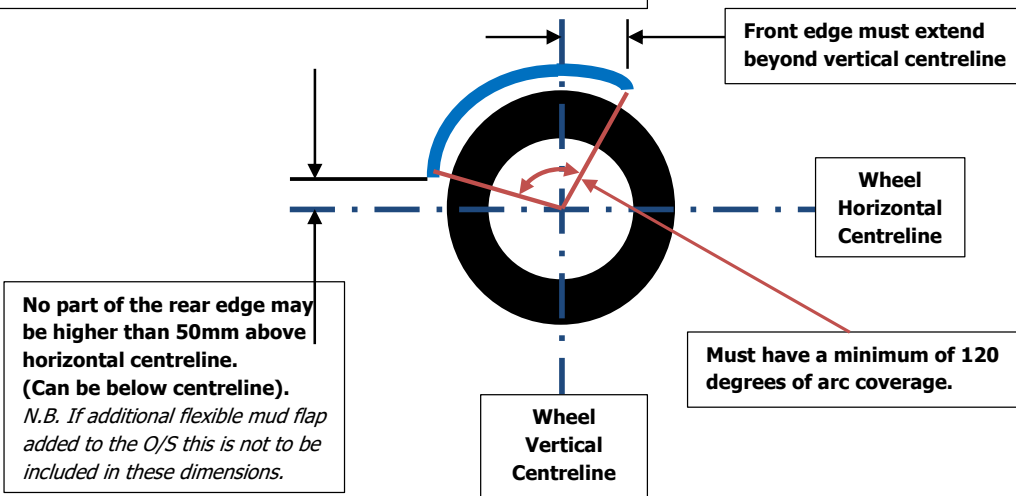 Front edge must extend
beyond vertical centreline
Wheel
Horizontal
Centreline
No part of the rear edge may
be higher than 50mm above
horizontal centreline.
(Can be below centreline).
N.B. If additional flexible mud flap
added to the O/S this is not to be
included in these dimensions.
Must have a minimum of 120
degrees of arc coverage.
Wheel
Vertical
Centreline